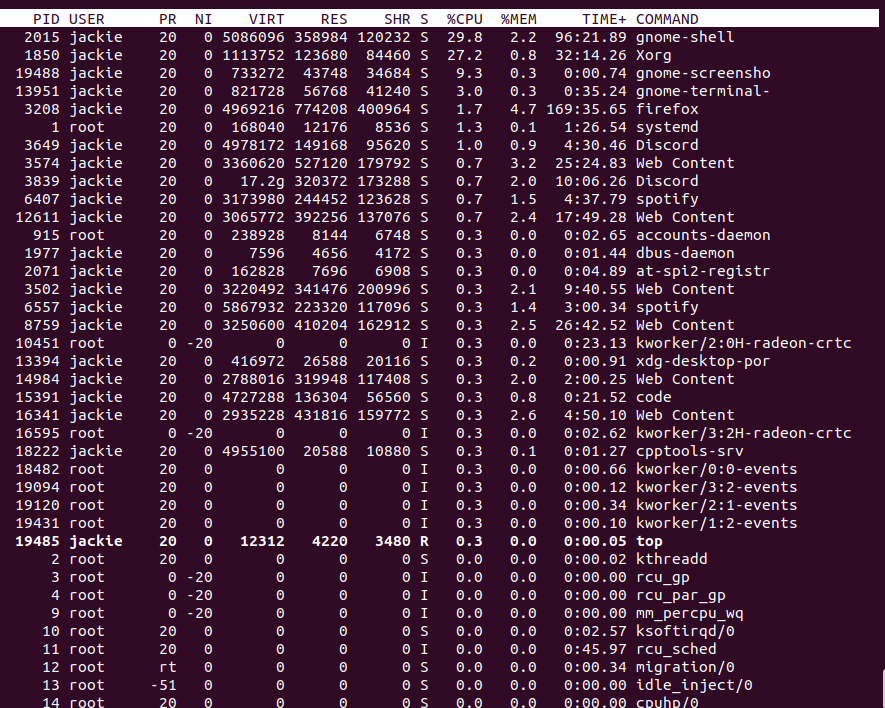 PID USER PR NI VIRT RES SHR S %CPU %MEM TIME+ COMMAND
2015 jackie 20 0 5086096 358984 120232 S 29.8 2.2 96:21.89 gnome-shell
1850 jackie 20 0 1113752 123680 84460 S 27.2 0.8 32:14.26 Xorg
19488 jackie 20 0 733272 43748 34684 S 9.3 0.3 0:00.74 gnome-screensho
13951 jackie 20 0 821728 56768 41240 S 3.0 0.3 0:35.24 gnome-terminal-
3208 jackie 20 0 4969216 774208 400964 S 1.7 4.7 169:35.65 firefox
1 root 20 0 168040 12176 8536 S 1.3 0.1 1:26.54 systemd
3649 jackie 20 0 4978172 149168 95620 S 1.0 0.9 4:30.46 Discord
3574 jackie 20 0 3360620 527120 179792 S 0.7 3.2 25:24.83 Web Content
3839 jackie 20 0 17.2g 320372 173288 S 0.7 2.0 10:06.26 Discord
6407 jackie 20 0 3173980 244452 123628 S 0.7 1.5 4:37.79 spotify
12611 jackie 20 0 3065772 392256 137076 S 0.7 2.4 17:49.28 Web Content
915 root 20 0 238928 8144 6748 S 0.3 0.0 0:02.65 accounts-daemon
1977 jackie 20 0 7596 4656 4172 S 0.3 0.0 0:01.44 dbus-daemon
2071 jackie 20 0 162828 7696 6908 S 0.3 0.0 0:04.89 at-spi2-registr
3502 jackie 20 0 3220492 341476 200996 S 0.3 2.1 9:40.55 Web Content
6557 jackie 20 0 5867932 223320 117096 S 0.3 1.4 3:00.34 spotify
8759 jackie 20 0 3250600 410204 162912 S 0.3 2.5 26:42.52 Web Content
10451 root 0 -20 0 0 0 I 0.3 0.0 0:23.13 kworker/2:0H-radeon-crtc
13394 jackie 20 0 416972 26588 20116 S 0.3 0.2 0:00.91 xdg-desktop-por
14984 jackie 20 0 2788016 319948 117408 S 0.3 2.0 2:00.25 Web Content
15391 jackie 20 0 4727288 136304 56560 S 0.3 0.8 0:21.52 code
16341 jackie 20 0 2935228 431816 159772 S 0.3 2.6 4:50.10 Web Content
16595 root 0 -20 0 0 0 I 0.3 0.0 0:02.62 kworker/3:2H-radeon-crtc
18222 jackie 20 0 4955100 20588 10880 S 0.3 0.1 0:01.27 cpptools-srv
18482 root 20 0 0 0 0 I 0.3 0.0 0:00.66 kworker/0:0-events
19094 root 20 0 0 0 0 I 0.3 0.0 0:00.12 kworker/3:2-events
19120 root 20 0 0 0 0 I 0.3 0.0 0:00.34 kworker/2:1-events
19431 root 20 0 0 0 0 I 0.3 0.0 0:00.10 kworker/1:2-events
19485 jackie 20 0 12312 4220 3480 R 0.3 0.0 0:00.05 top
2 root 20 0 0 0 0 S 0.0 0.0 0:00.02 kthreadd
3 root 0 -20 0 0 0 I 0.0 0.0 0:00.00 rcu_gp
4 root 0 -20 0 0 0 I 0.0 0.0 0:00.00 rcu_par_gp
9 root 0 -20 0 0 0 I 0.0 0.0 0:00.00 mm_percpu_wq
10 root 20 0 0 0 0 S 0.0 0.0 0:02.57 ksoftirqd/0
11 root 20 0 0 0 0 I 0.0 0.0 0:45.97 rcu_sched
12 root rt 0 0 0 0 S 0.0 0.0 0:00.34 migration/0
13 root -51 0 0 0 0 S 0.0 0.0 0:00.00 idle_inject/0
14 root 20 0 0 0 0 S 0.0 0.0 0:00.00 cpuhp/0